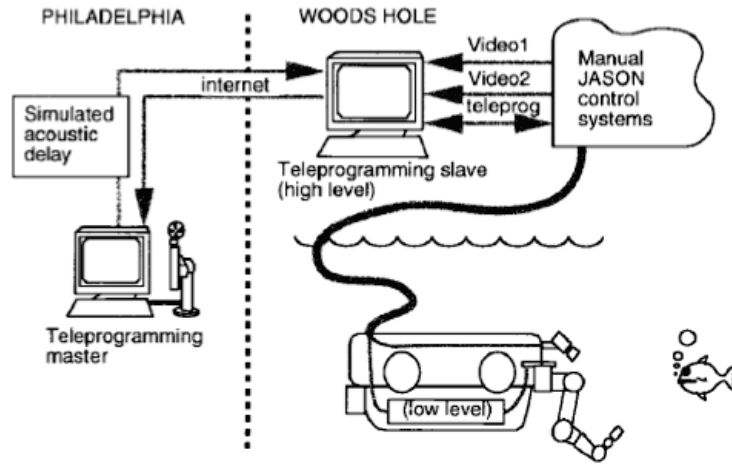 PHILADELPHIA
WOODS HOLE
Simulated
acoustic
delay
internet
Video1
Video2
teleprog
Manual
JASON
control
systems
Teleprogramming slave
(high level)
Teleprogramming
master
(low level)